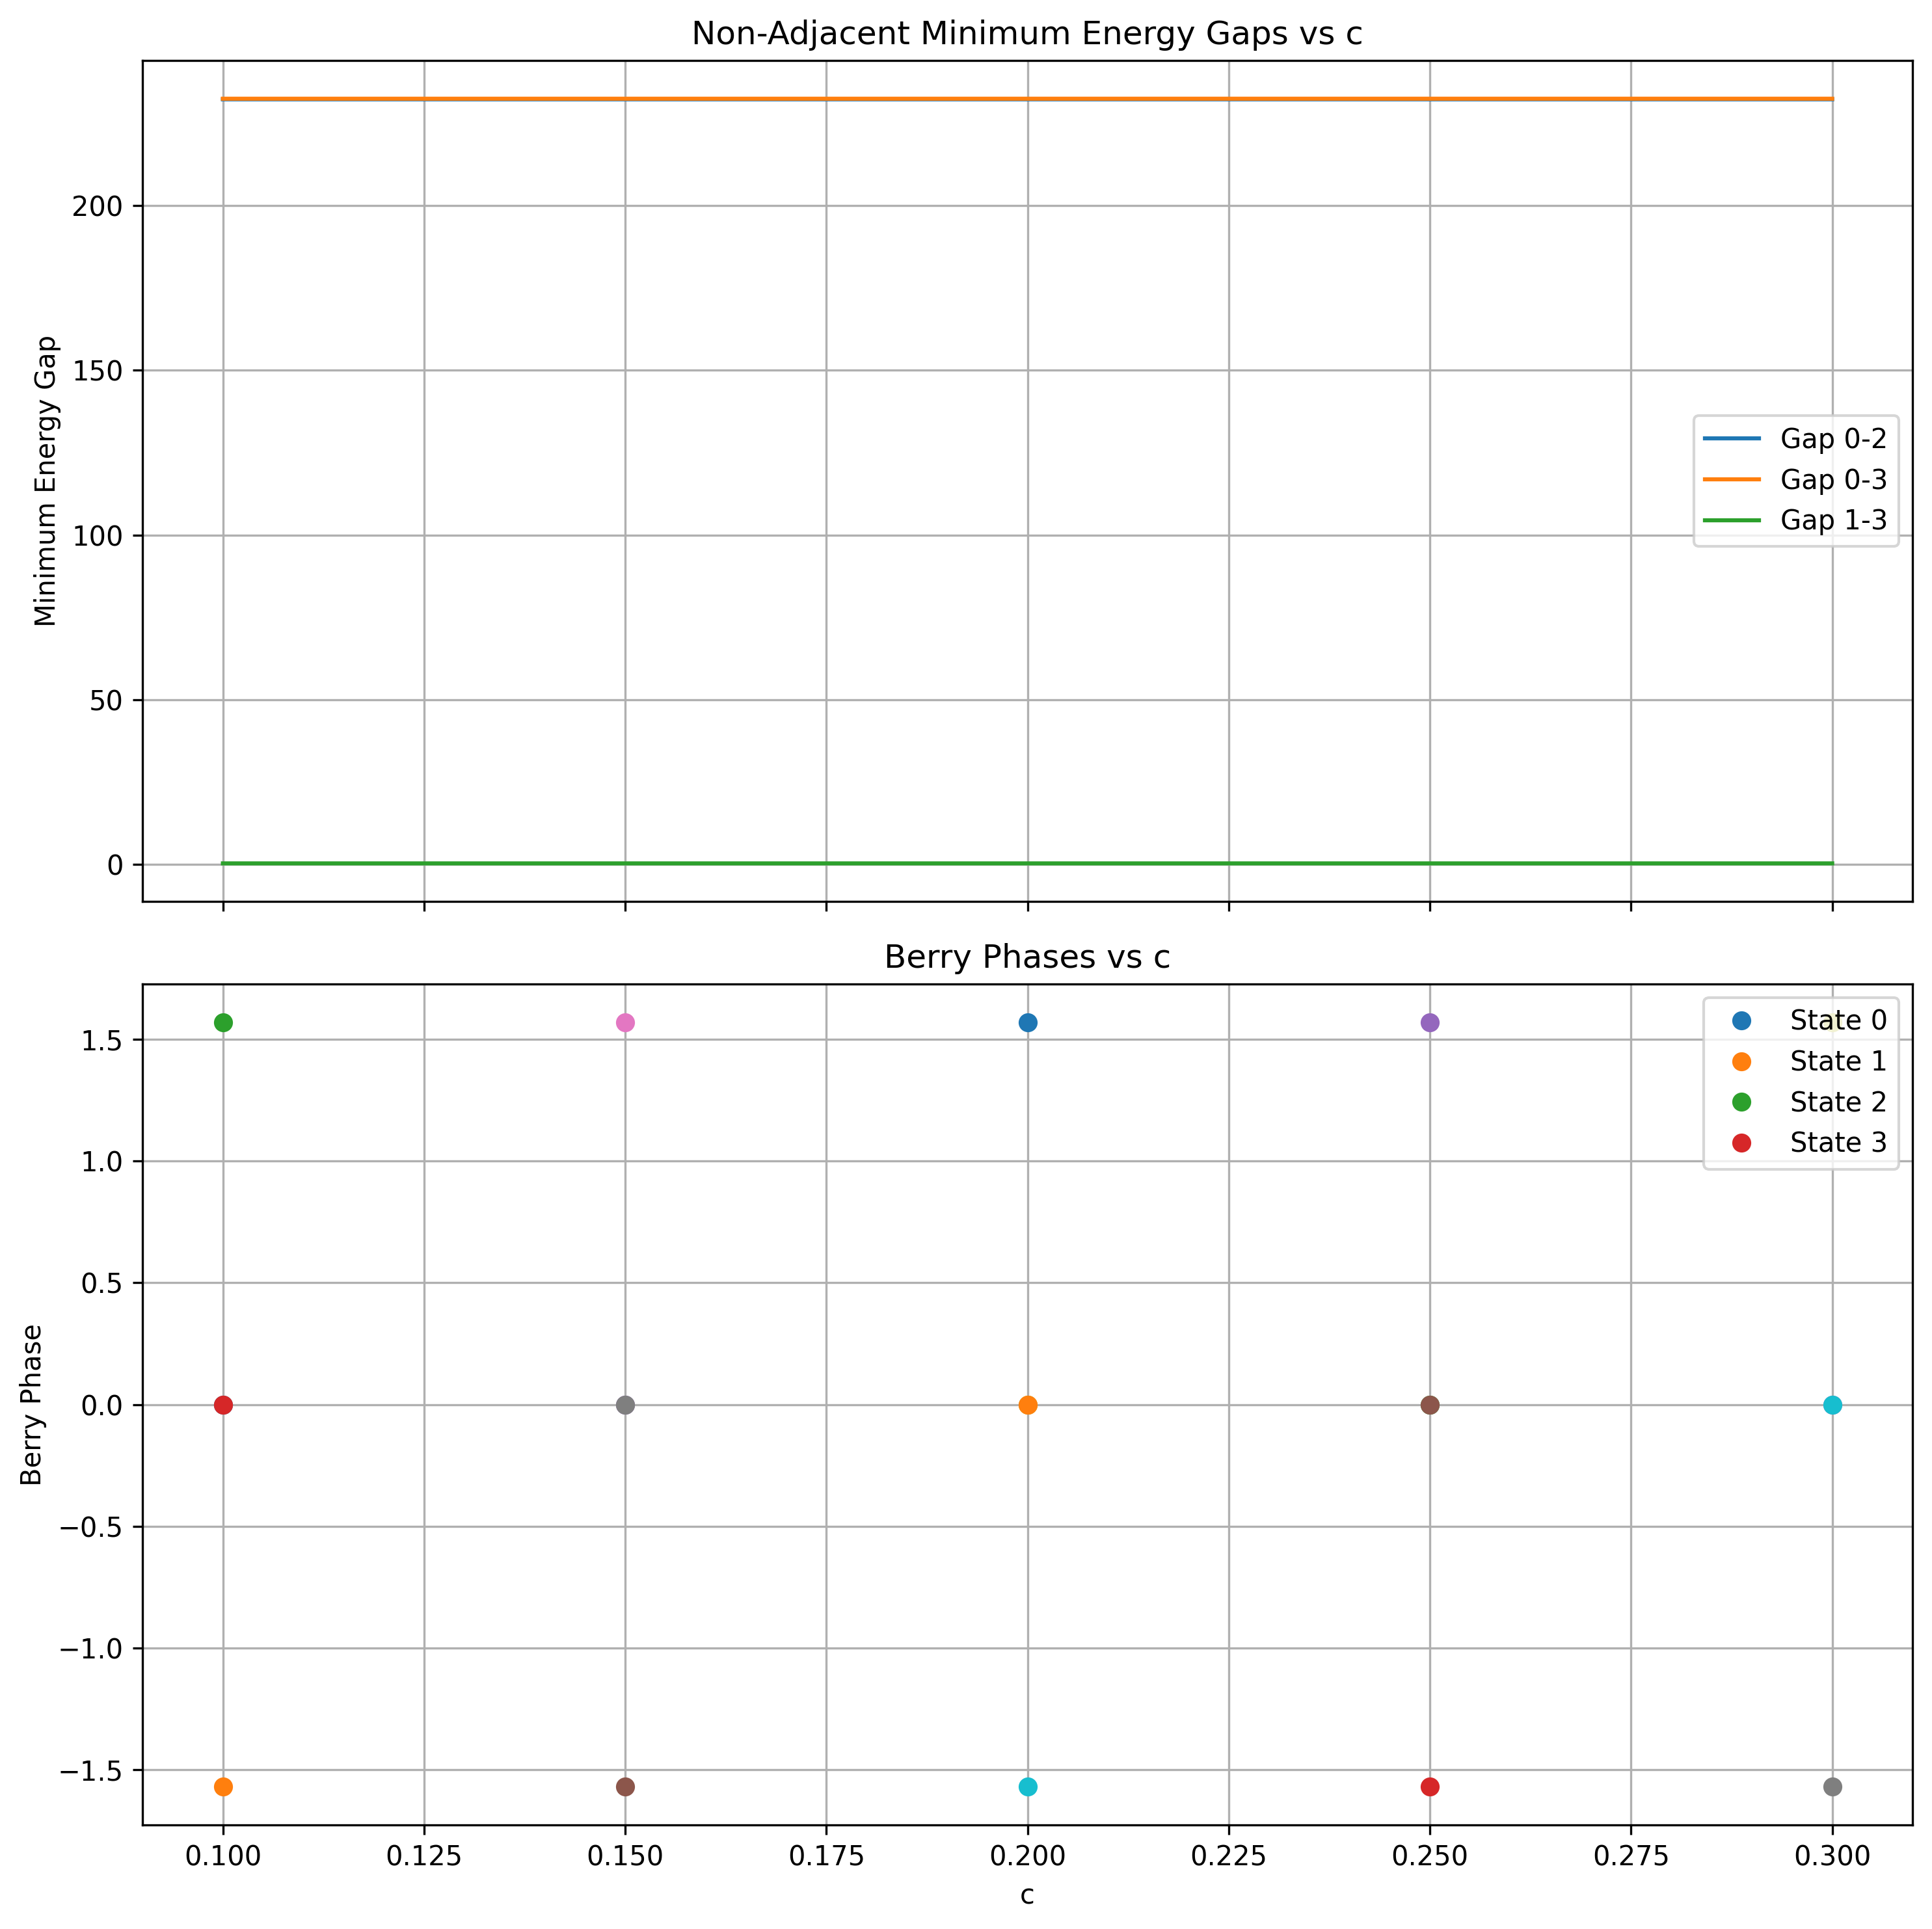 Non-Adjacent Minimum Energy Gaps vs c
Minimum Energy Gap
200
150
100
50
0
Gap 0-2
Gap 0-3
Gap 1-3
Berry Phases vs c
Berry Phase
1.5
1.0
0.5
0.0
−0.5
−1.0
−1.5
State 0
State 1
State 2
State 3
0.100 0.125 0.150 0.175 0.200 0.225 0.250 0.275 0.300
c